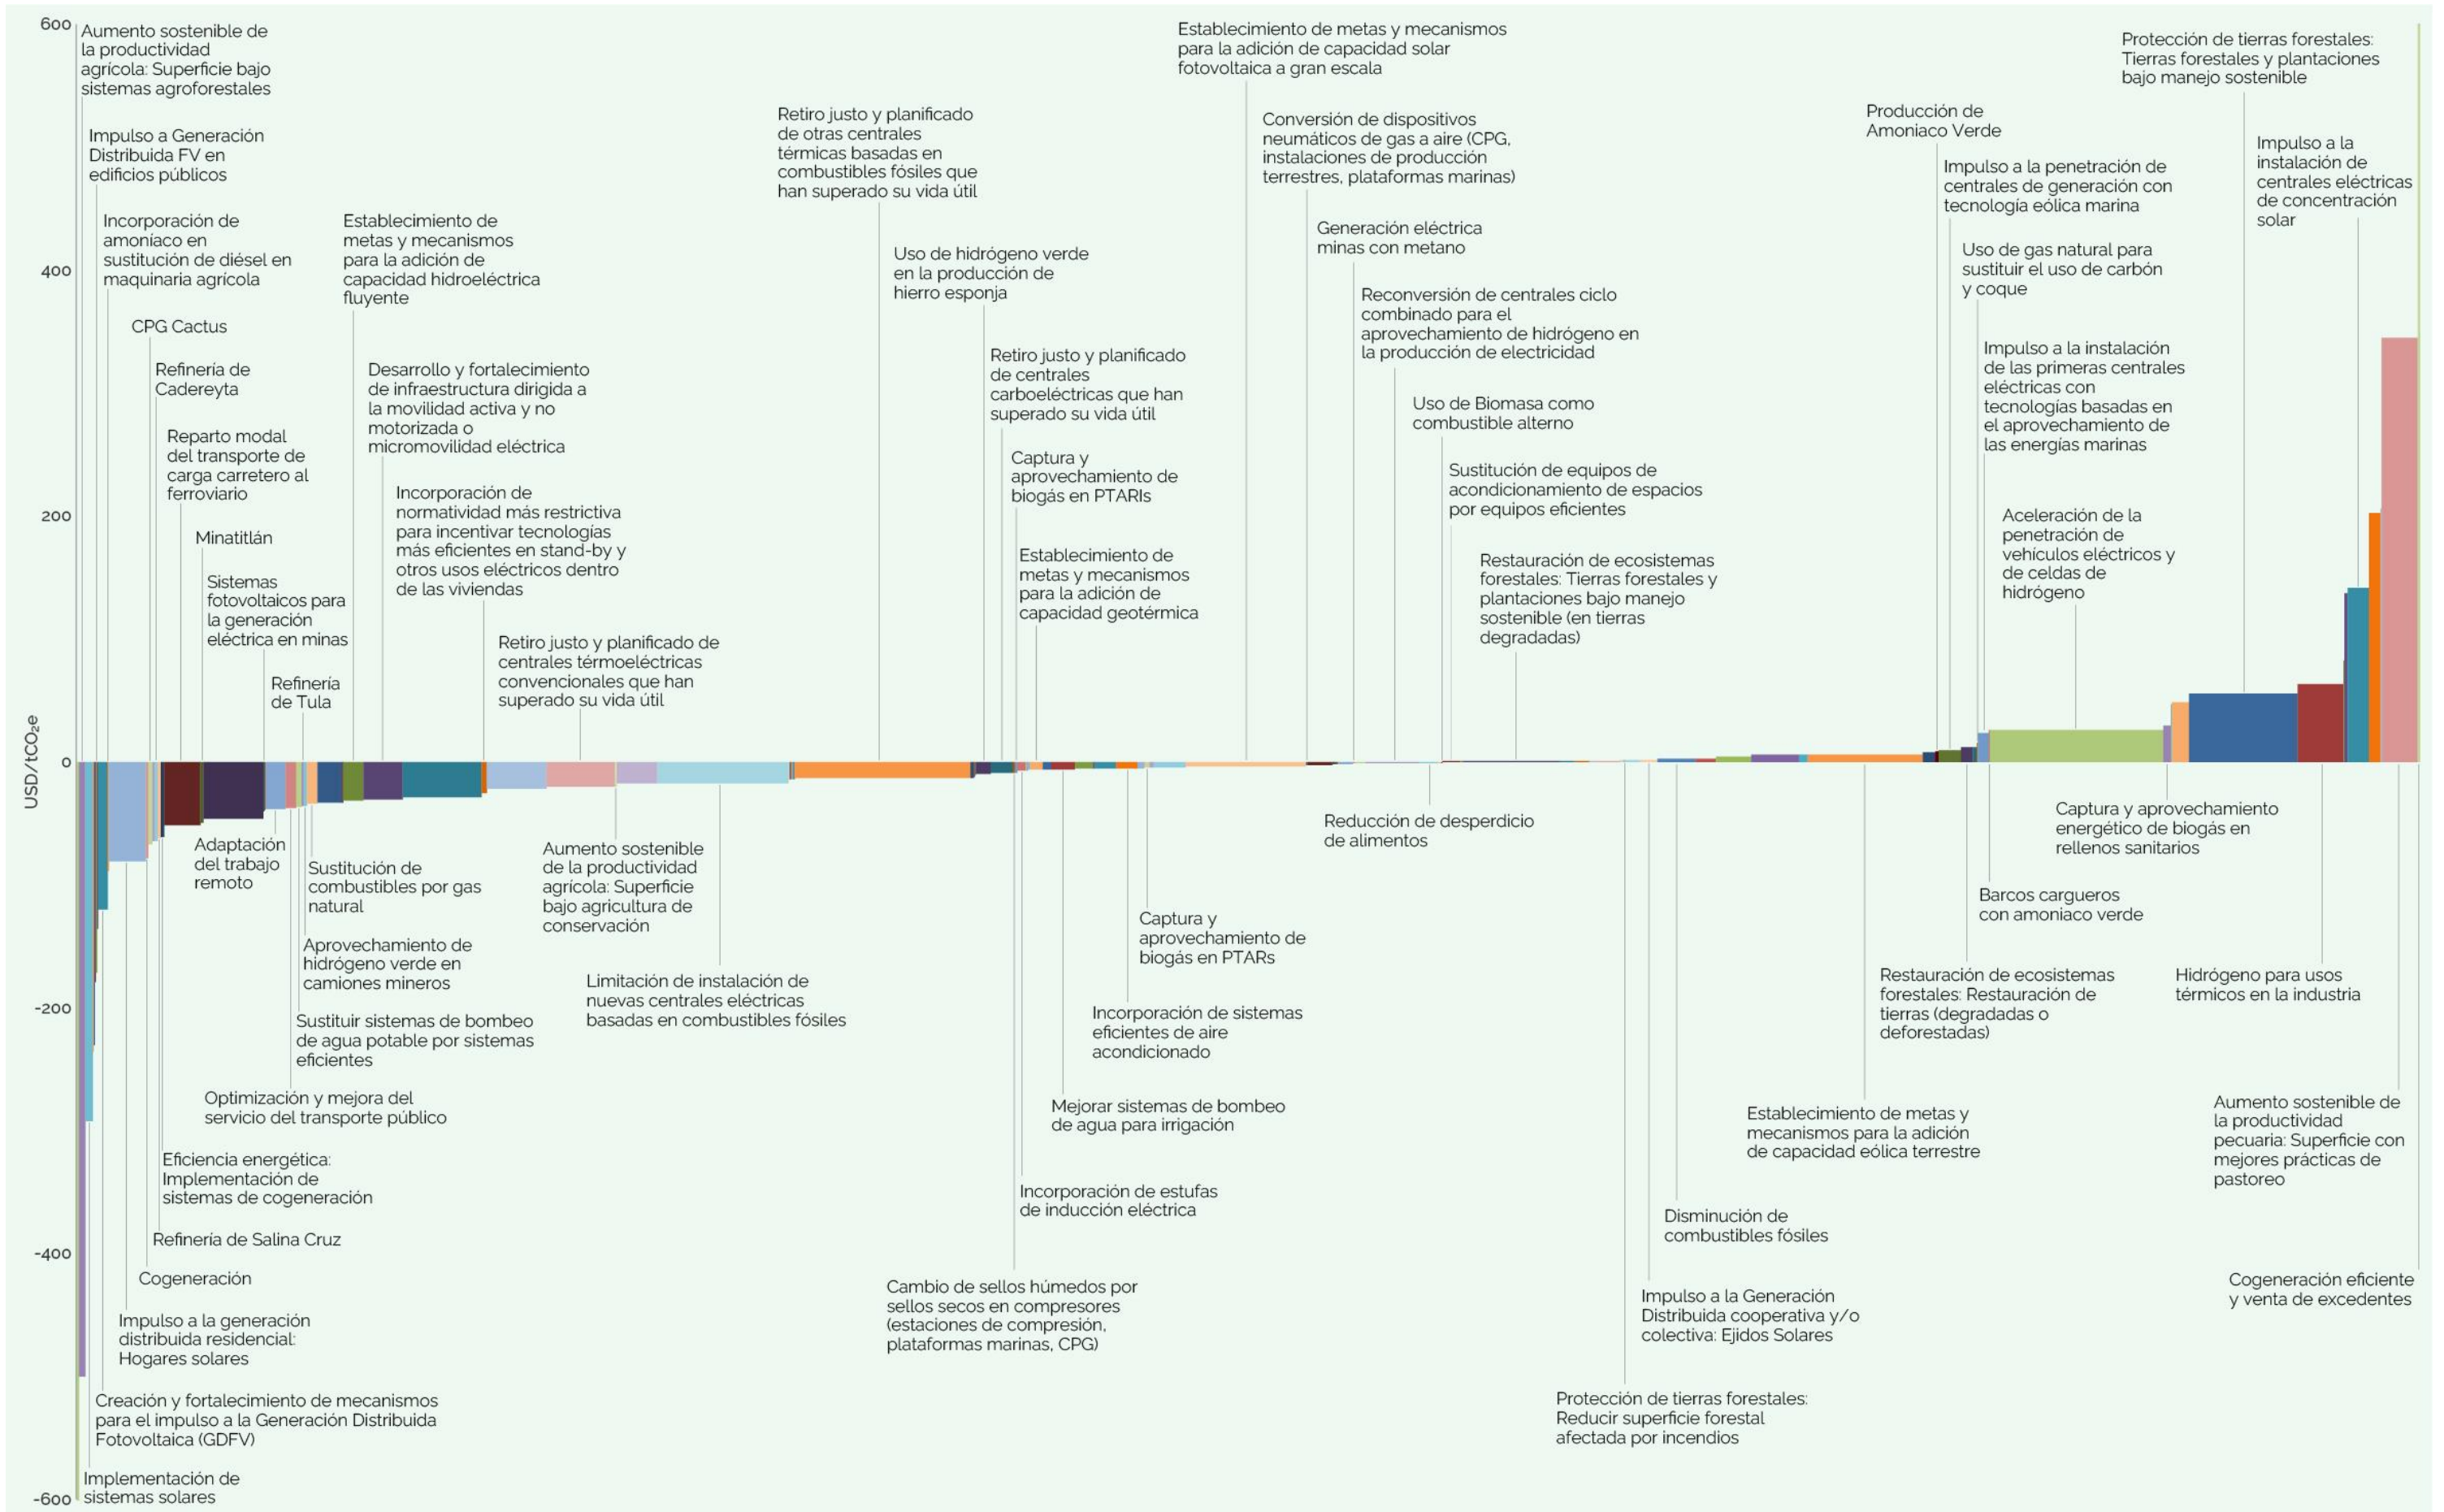 600
400
200
0
-200
-400
-600
USD/tCO₂e
Aumento sostenible de
la productividad
agrícola: Superficie bajo
sistemas agroforestales
Impulso a Generación
Distribuida FV en
edificios públicos
Incorporación de
amoníaco en
sustitución de diésel en
maquinaria agrícola
CPG Cactus
Refinería de
Cadereyta
Reparto modal
del transporte de
carga carretero al
ferroviario
Minatitlán
Sistemas
fotovoltaicos para
la generación
eléctrica en minas
Refinería
de Tula
Establecimiento de
metas y mecanismos
para la adición de
capacidad hidroeléctrica
fluyente
Desarrollo y fortalecimiento
de infraestructura dirigida a
la movilidad activa y no
motorizada o
micromovilidad eléctrica
Incorporación de
normatividad más restrictiva
para incentivar tecnologías
más eficientes en stand-by y
otros usos eléctricos dentro
de las viviendas
Retiro justo y planificado de
centrales térmoeléctricas
convencionales que han
superado su vida útil
Retiro justo y planificado
de otras centrales
térmicas basadas en
combustibles fósiles que
han superado su vida útil
Uso de hidrógeno verde
en la producción de
hierro esponja
Retiro justo y planificado
de centrales
carboeléctricas que han
superado su vida útil
Captura y
aprovechamiento de
biogás en PTARIs
Establecimiento de
metas y mecanismos
para la adición de
capacidad geotérmica
Establecimiento de metas y mecanismos
para la adición de capacidad solar
fotovoltaica a gran escala
Conversión de dispositivos
neumáticos de gas a aire (CPG,
instalaciones de producción
terrestres, plataformas marinas)
Generación eléctrica
minas con metano
Reconversión de centrales ciclo
combinado para el
aprovechamiento de hidrógeno en
la producción de electricidad
Uso de Biomasa como
combustible alterno
Sustitución de equipos de
acondicionamiento de espacios
por equipos eficientes
Restauración de ecosistemas
forestales: Tierras forestales y
plantaciones bajo manejo
sostenible (en tierras
degradadas)
Producción de
Amoniaco Verde
Impulso a la penetración de
centrales de generación con
tecnología eólica marina
Uso de gas natural para
sustituir el uso de carbón
y coque
Impulso a la instalación
de las primeras centrales
eléctricas con
tecnologías basadas en
el aprovechamiento de
las energías marinas
Aceleración de la
penetración de
vehículos eléctricos y
de celdas de
hidrógeno
Protección de tierras forestales:
Tierras forestales y plantaciones
bajo manejo sostenible
Impulso a la
instalación de
centrales eléctricas
de concentración
solar
Adaptación
del trabajo
remoto
Sustitución de
combustibles por gas
natural
Aprovechamiento de
hidrógeno verde en
camiones mineros
Sustituir sistemas de bombeo
de agua potable por sistemas
eficientes
Optimización y mejora del
servicio del transporte público
Eficiencia energética:
Implementación de
sistemas de cogeneración
Refinería de Salina Cruz
Cogeneración
Impulso a la generación
distribuida residencial:
Hogares solares
Creación y fortalecimiento de mecanismos
para el impulso a la Generación Distribuida
Fotovoltaica (GDFV)
Implementación de
sistemas solares
Aumento sostenible
de la productividad
agrícola: Superficie
bajo agricultura de
conservación
Limitación de instalación de
nuevas centrales eléctricas
basadas en combustibles fósiles
Captura y
aprovechamiento de
biogás en PTARs
Incorporación de sistemas
eficientes de aire
acondicionado
Mejorar sistemas de bombeo
de agua para irrigación
Incorporación de estufas
de inducción eléctrica
Cambio de sellos húmedos por
sellos secos en compresores
(estaciones de compresión,
plataformas marinas, CPG)
Reducción de desperdicio
de alimentos
Captura y aprovechamiento
energético de biogás en
rellenos sanitarios
Barcos cargueros
con amoniaco verde
Restauración de ecosistemas
forestales: Restauración de
tierras (degradadas o
deforestadas)
Hidrógeno para usos
térmicos en la industria
Establecimiento de metas y
mecanismos para la adición
de capacidad eólica terrestre
Aumento sostenible de
la productividad
pecuaria: Superficie con
mejores prácticas de
pastoreo
Disminución de
combustibles fósiles
Impulso a la Generación
Distribuida cooperativa y/o
colectiva: Ejidos Solares
Protección de tierras forestales:
Reducir superficie forestal
afectada por incendios
Cogeneración eficiente
y venta de excedentes